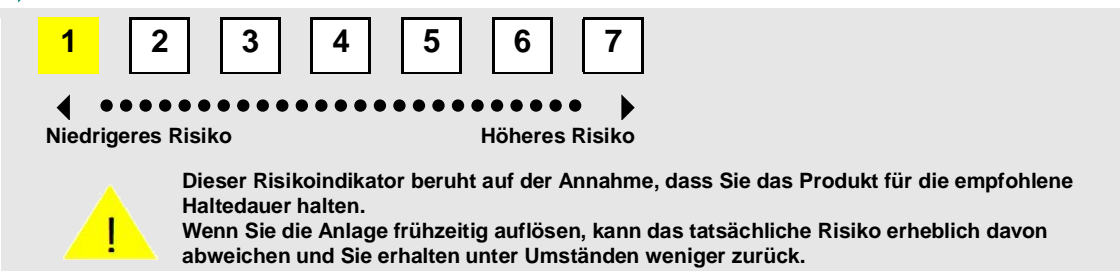 1 2 3 4 5 6 7
Niedrigeres Risiko Höheres Risiko
Dieser Risikoindikator beruht auf der Annahme, dass Sie das Produkt für die empfohlene
Haltedauer halten.
Wenn Sie die Anlage frühzeitig auflösen, kann das tatsächliche Risiko erheblich davon
abweichen und Sie erhalten unter Umständen weniger zurück.
!